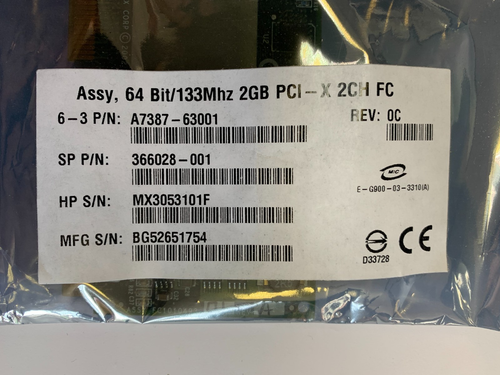 Assy, 64 Bit/133Mhz 2GB PCI-X 2CH FC
6-3 P/N: A7387-63001 REV: 0C
SP P/N: 366028-001
MIC
E-G900-03-3310(A)
HP S/N: MX3053101F
MFG S/N: BG52651754
D33728 CE